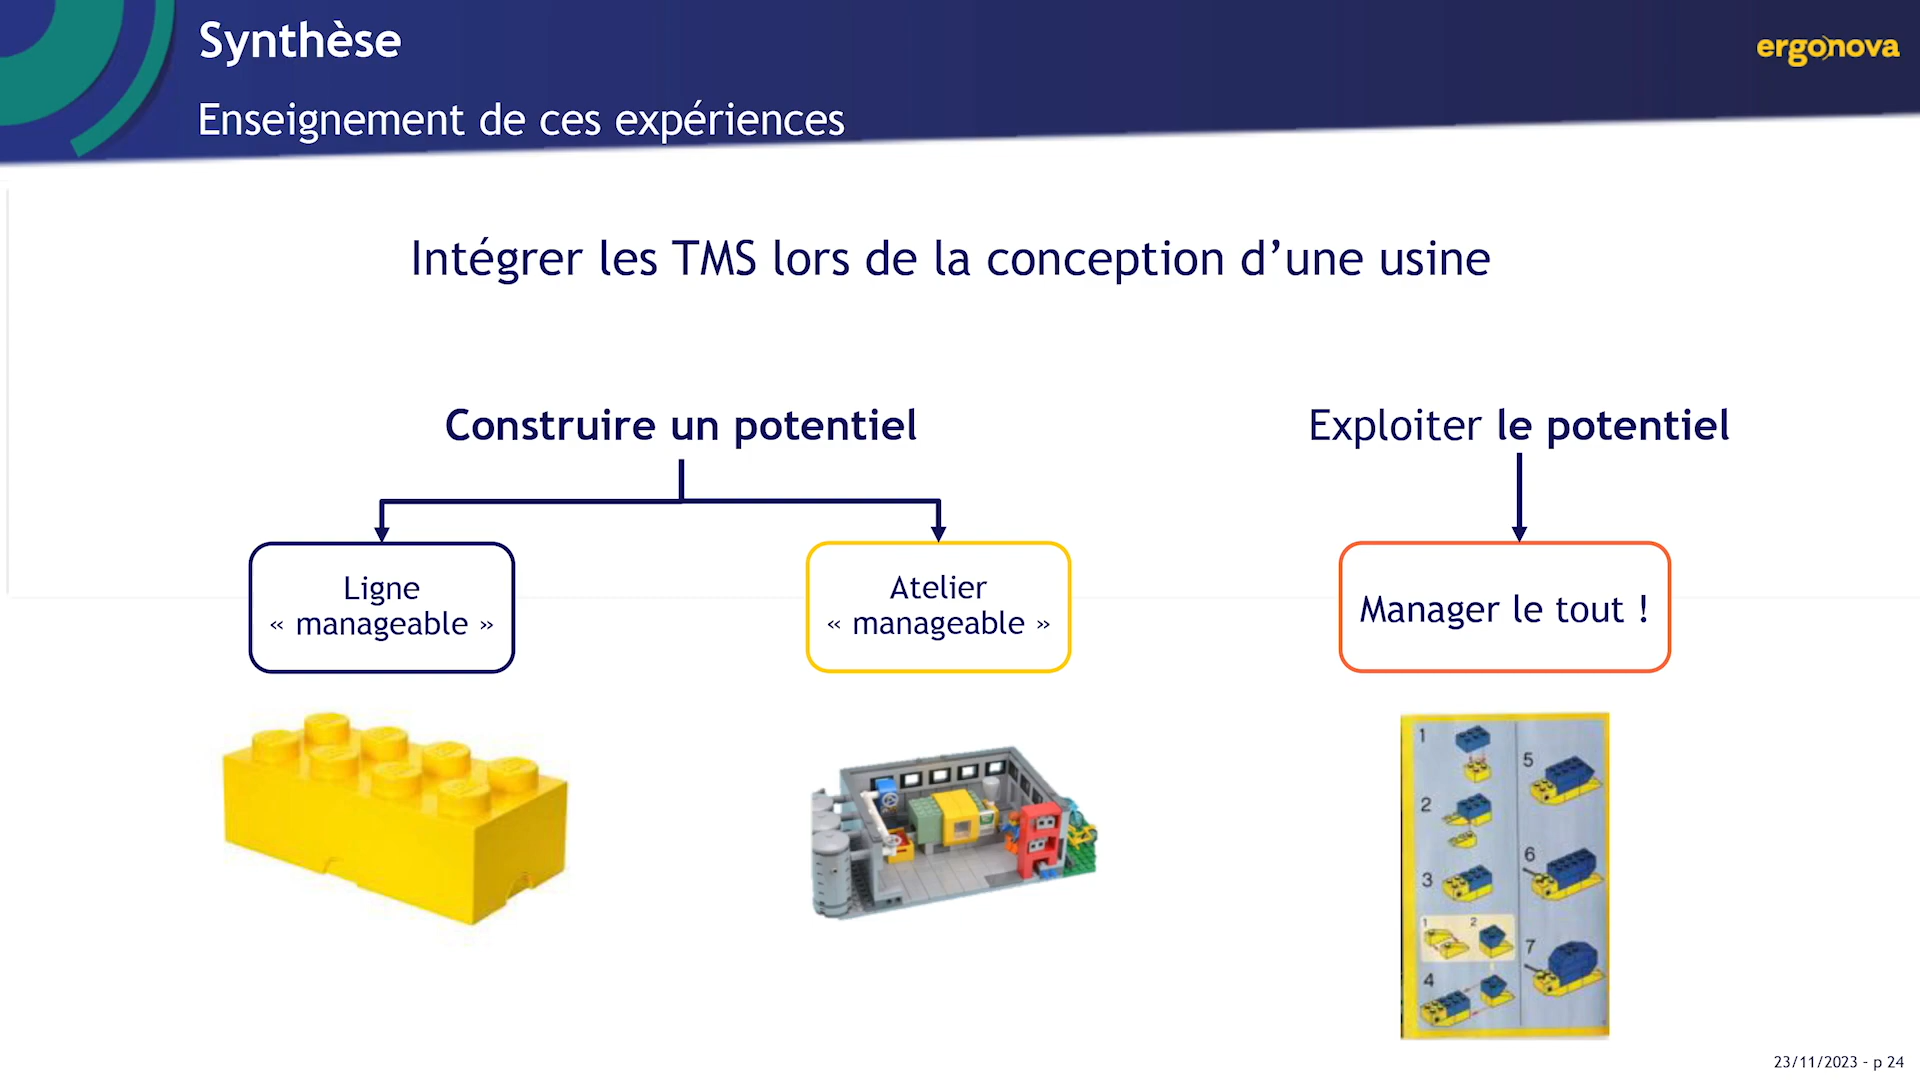 Synthèse
ergonova
Enseignement de ces expériences
Intégrer les TMS lors de la conception d’une usine
Construire un potentiel
Exploiter le potentiel
Ligne
« manageable »
Atelier
« manageable »
Manager le tout !
1
2
3
1 2
4
5
6
7
23/11/2023 - p 24